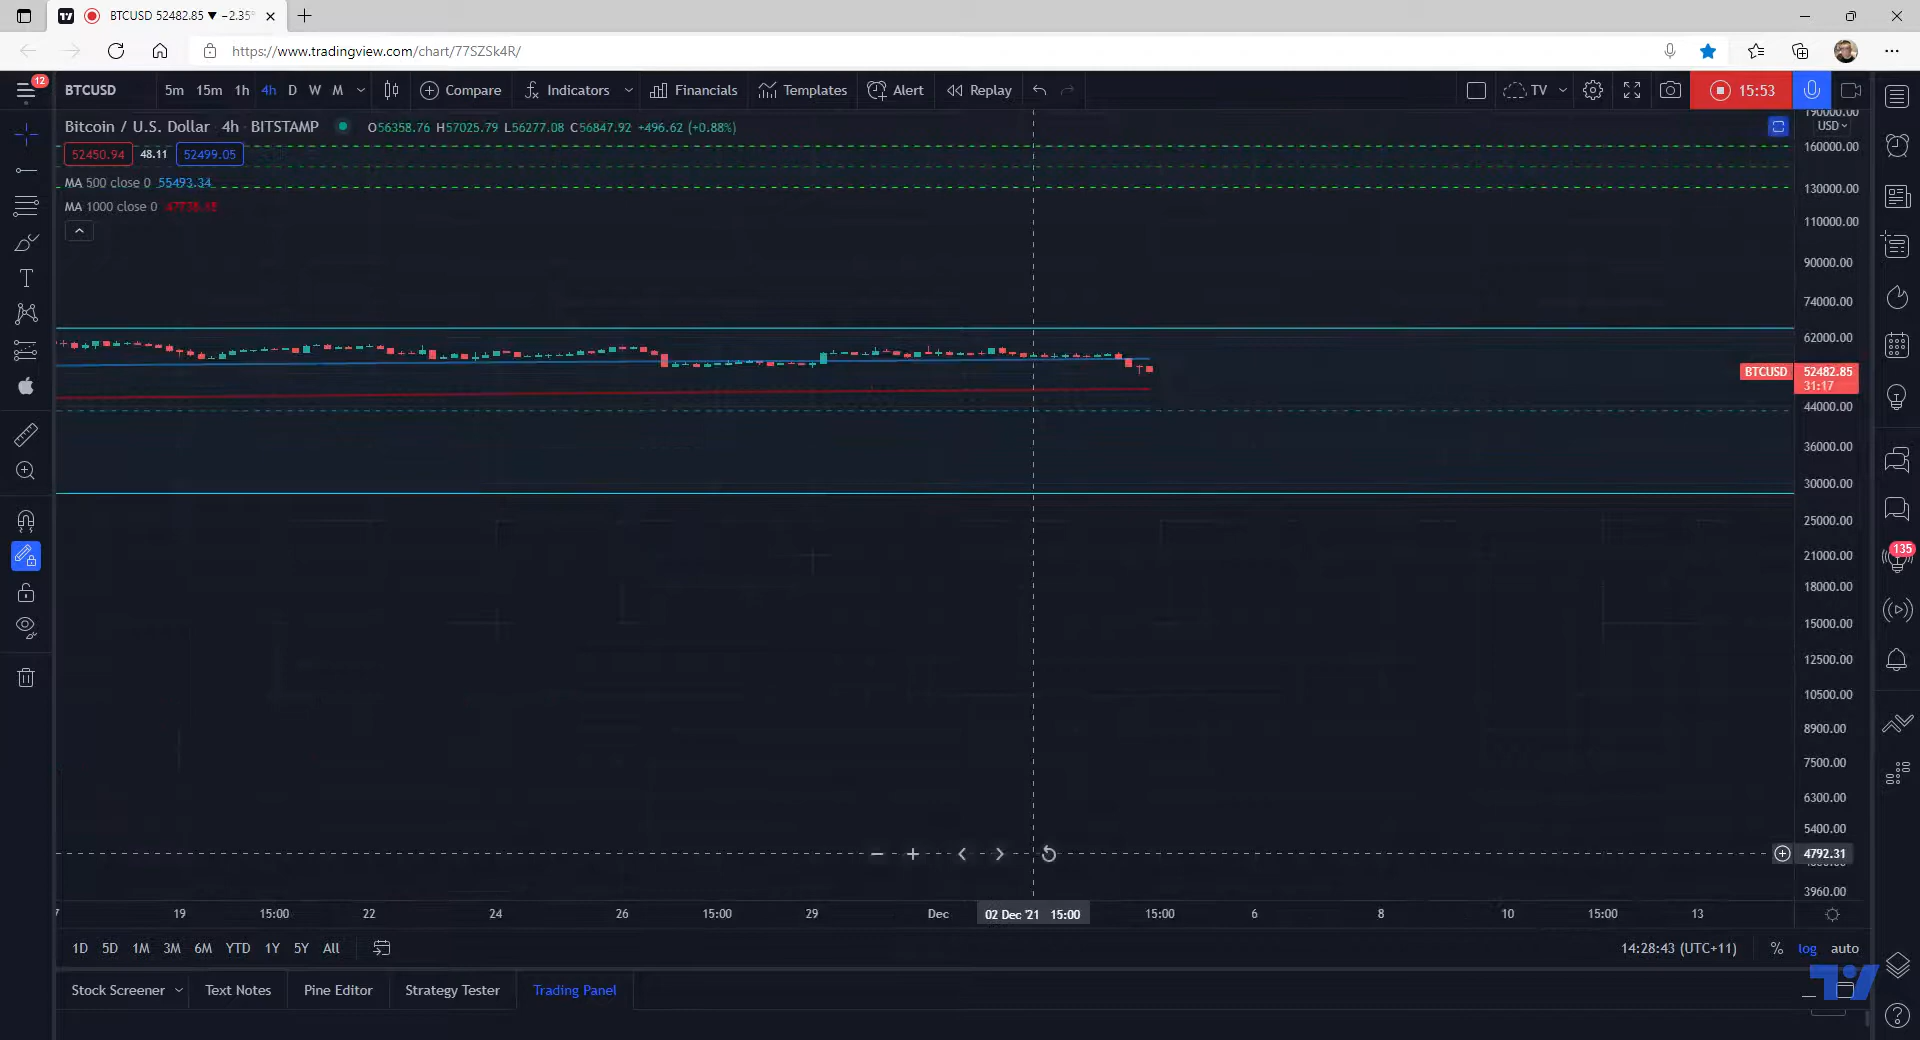 BTCUSD 52482.85 ▼ −2.35
https://www.tradingview.com/chart/77SZSk4R/
12
BTCUSD 5m 15m 1h 4h D W M Compare Indicators Financials Templates Alert Replay TV 15:53
Bitcoin / U.S. Dollar 4h BITSTAMP O56358.76 H57025.79 L56277.08 C56847.92 +496.62 (+0.88%)
USD
52450.94 48.11 52499.05
160000.00
MA 500 close 0 55493.34
130000.00
MA 1000 close 0
110000.00
90000.00
74000.00
62000.00
BTCUSD 52482.85
31:17
44000.00
36000.00
30000.00
25000.00
135
21000.00
18000.00
15000.00
12500.00
10500.00
8900.00
7500.00
6300.00
5400.00
4792.31
3960.00
19 15:00 22 24 26 15:00 29 Dec 02 Dec '21 15:00 15:00 6 8 10 15:00 13
1D 5D 1M 3M 6M YTD 1Y 5Y All 14:28:43 (UTC+11) % log auto
Stock Screener Text Notes Pine Editor Strategy Tester Trading Panel